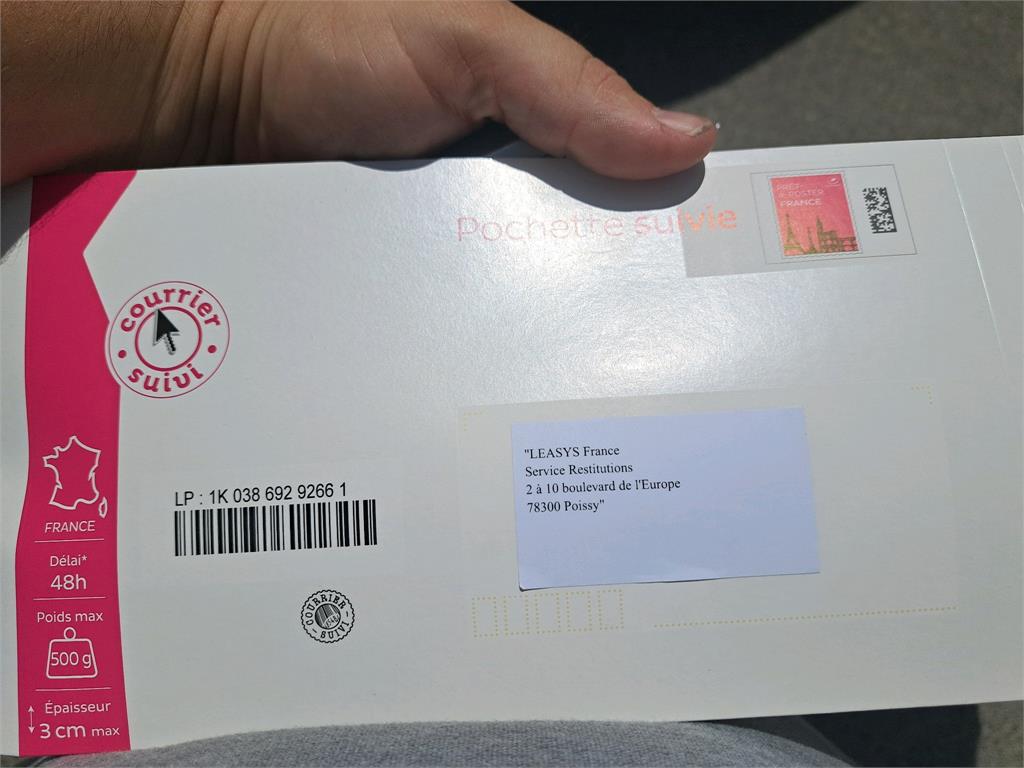 Pochette suivie
PRÊT-
À-POSTER
FRANCE
courrier
suivi
"LEASYS France
Service Restitutions
2 à 10 boulevard de l'Europe
78300 Poissy"
LP : 1K 038 692 9266 1
COURRIER
SUIVI
FRANCE
Délai*
48h
Poids max
500 g
Épaisseur
3 cm max